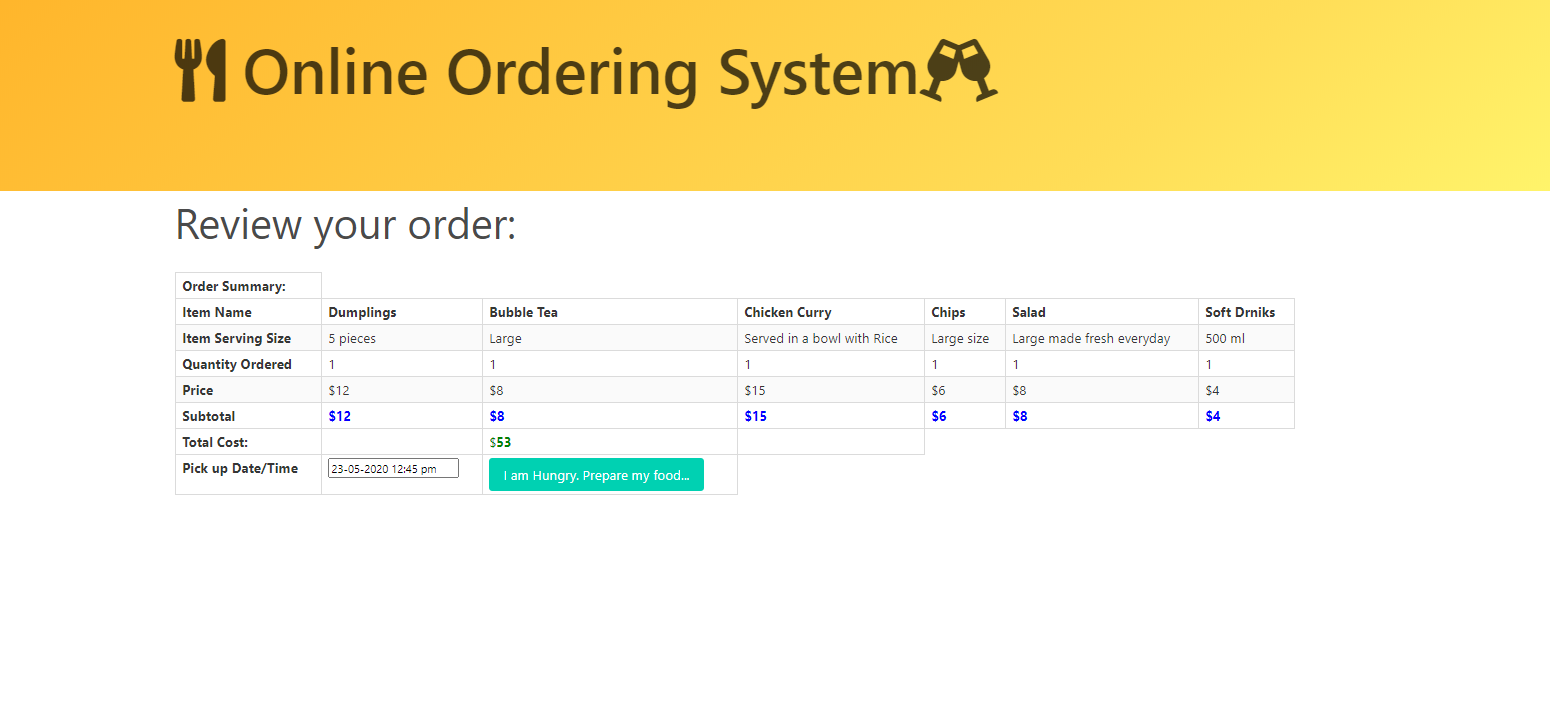 Online Ordering System
Review your order:
Order Summary:
Item Name Dumplings Bubble Tea Chicken Curry Chips Salad Soft Drniks
Item Serving Size 5 pieces Large Served in a bowl with Rice Large size Large made fresh everyday 500 ml
Quantity Ordered 1 1 1 1 1 1
Price $12 $8 $15 $6 $8 $4
Subtotal $12 $8 $15 $6 $8 $4
Total Cost: $53
Pick up Date/Time 23-05-2020 12:45 pm I am Hungry. Prepare my food...